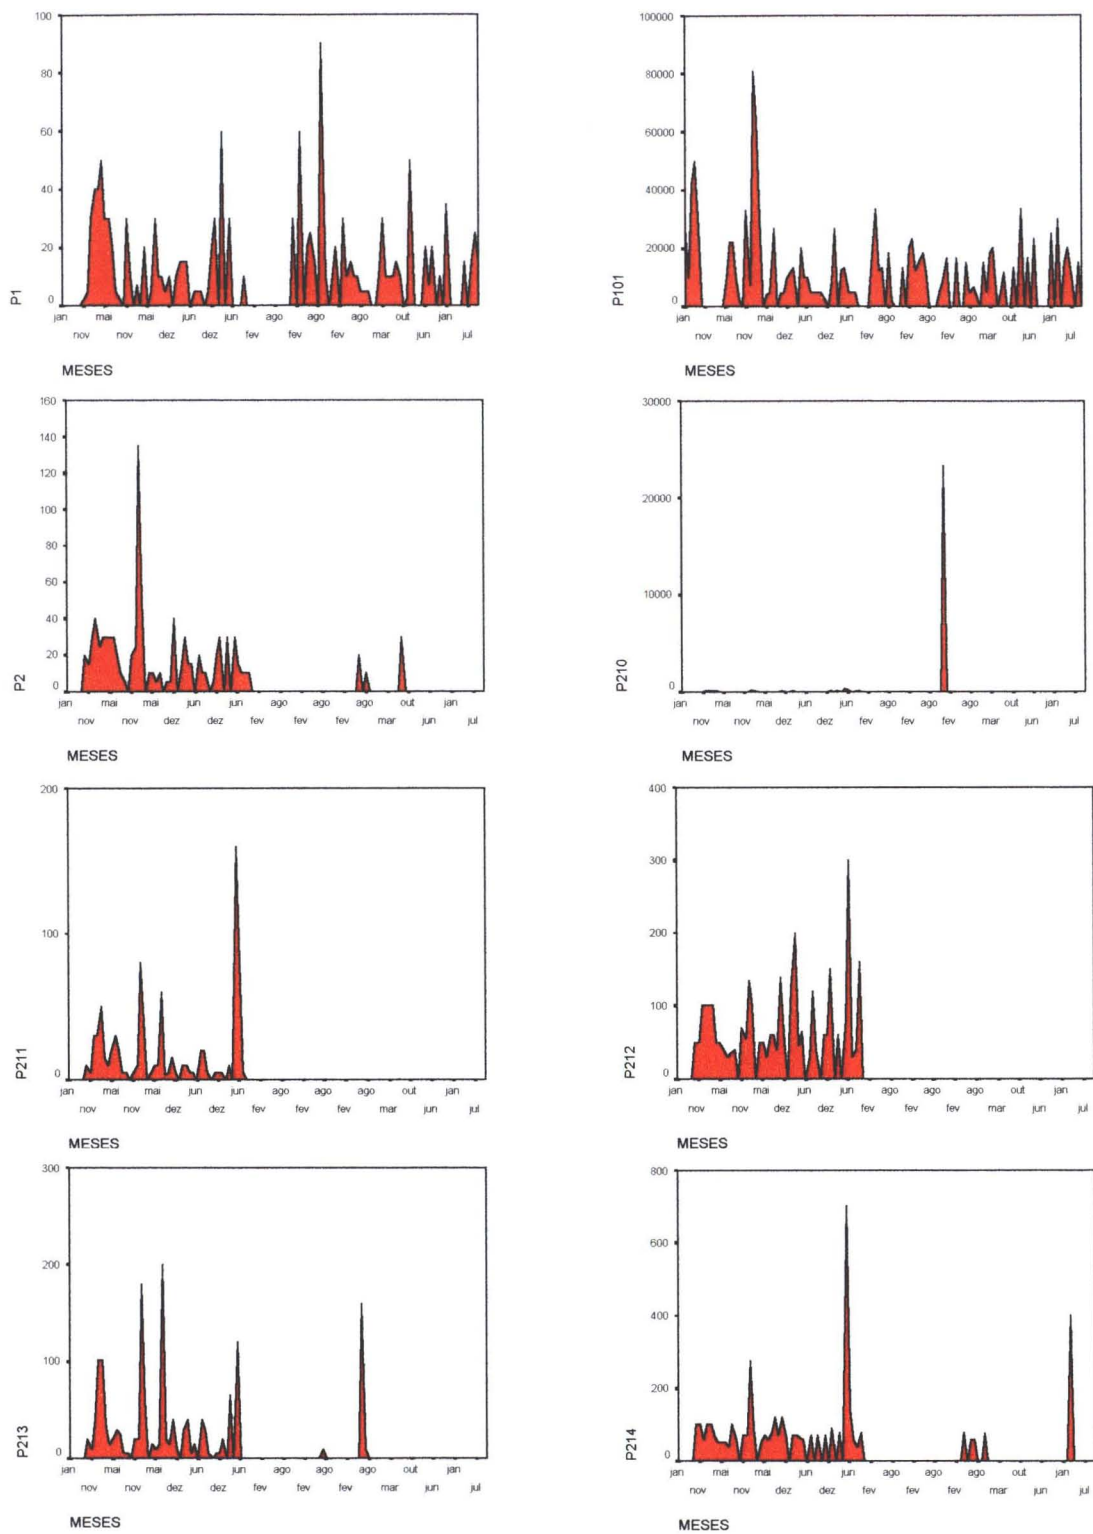 100
80
60
40
20
0
P1
jan mai mai jun jun ago ago ago out jan
nov nov dez dez fev fev fev mar jun jul
MESES
100000
80000
60000
40000
20000
0
P101
jan mai mai jun jun ago ago ago out jan
nov nov dez dez fev fev fev mar jun jul
MESES
160
140
120
100
80
60
40
20
0
P2
jan mai mai jun jun ago ago ago out jan
nov nov dez dez fev fev fev mar jun jul
MESES
30000
20000
10000
0
P210
jan mai mai jun jun ago ago ago out jan
nov nov dez dez fev fev fev mar jun jul
MESES
200
100
0
P211
jan mai mai jun jun ago ago ago out jan
nov nov dez dez fev fev fev mar jun jul
MESES
400
300
200
100
0
P212
jan mai mai jun jun ago ago ago out jan
nov nov dez dez fev fev fev mar jun jul
MESES
300
200
100
0
P213
jan mai mai jun jun ago ago ago out jan
nov nov dez dez fev fev fev mar jun jul
MESES
800
600
400
200
0
P214
jan mai mai jun jun ago ago ago out jan
nov nov dez dez fev fev fev mar jun jul
MESES